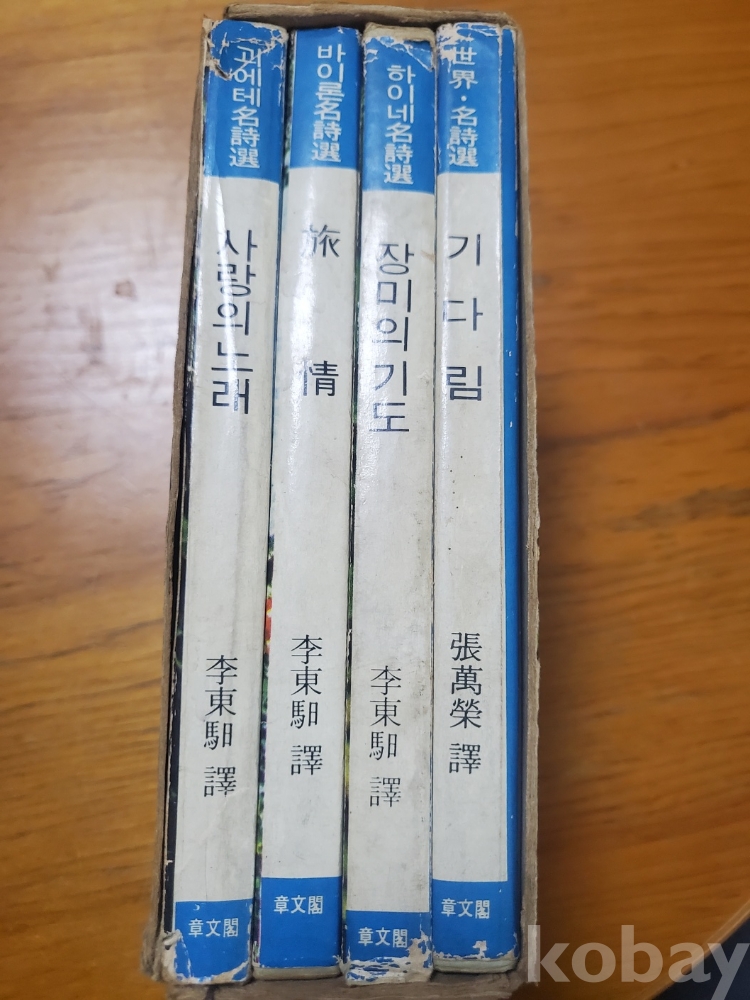 괴에테名詩選
사랑의노래
李東馹 譯
章文閣
바이론名詩選
旅情
李東馹 譯
章文閣
하이네名詩選
장미의기도
李東馹 譯
章文閣
世界·名詩選
기다림
張萬榮 譯
章文閣
kobay